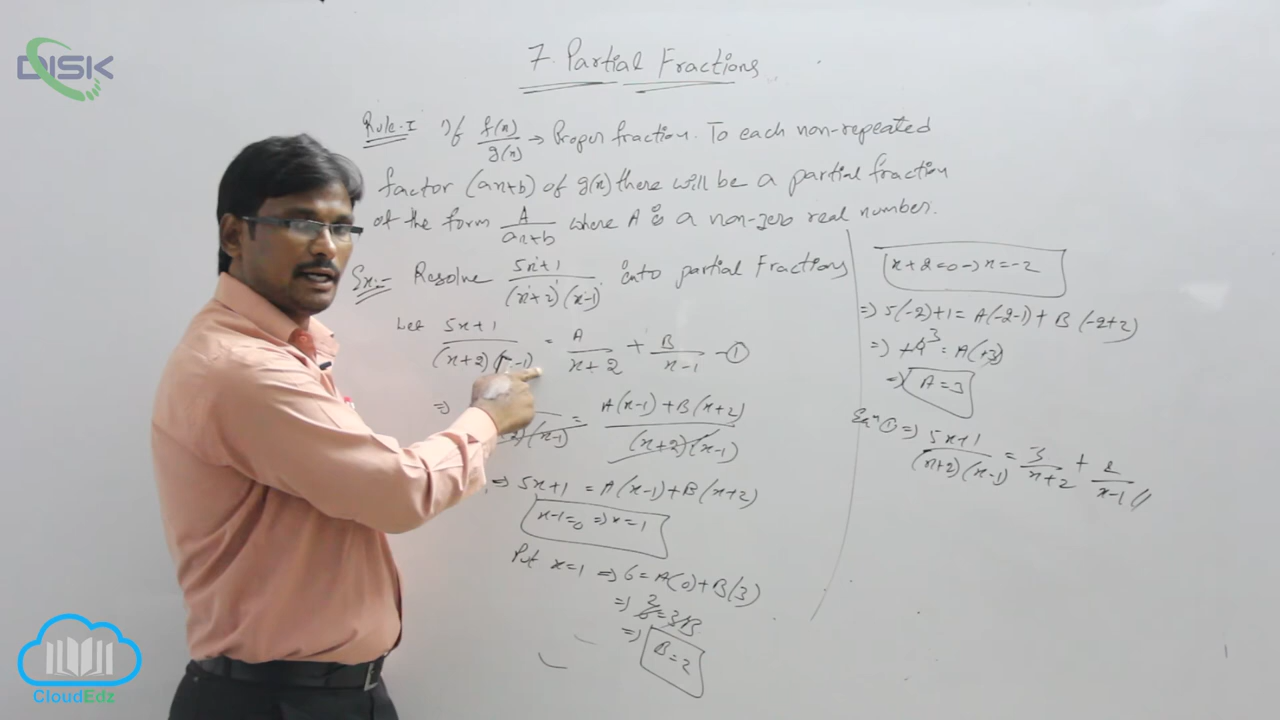 DISK
7. Partial Fractions
Rule-I If f(x)/g(x) → Proper fraction. To each non-repeated
factor (ax+b) of g(x) there will be a partial fraction
of the form A/ax+b where A is a non-zero real number.
Ex:- Resolve 5x+1/(x+2)(x-1) into partial Fractions
Let 5x+1/(x+2)(x-1) = A/x+2 + B/x-1 -①
⇒ (x-1) = A(x-1)+B(x+2)/(x+2)(x-1)
⇒ 5x+1 = A(x-1)+B(x+2)
x-1=0 ⇒ x=1
Put x=1 ⇒ 6=A(0)+B(3)
⇒ 6=3B 2
⇒ B=2
x+2=0 → x=-2
⇒ 5(-2)+1=A(-2-1)+B(-2+2)
⇒ +9 3 =A(+3)
⇒ A=3
Eqn ① ⇒ 5x+1/(x+2)(x-1) = 3/x+2 + 2/x-1 //
CloudEdz